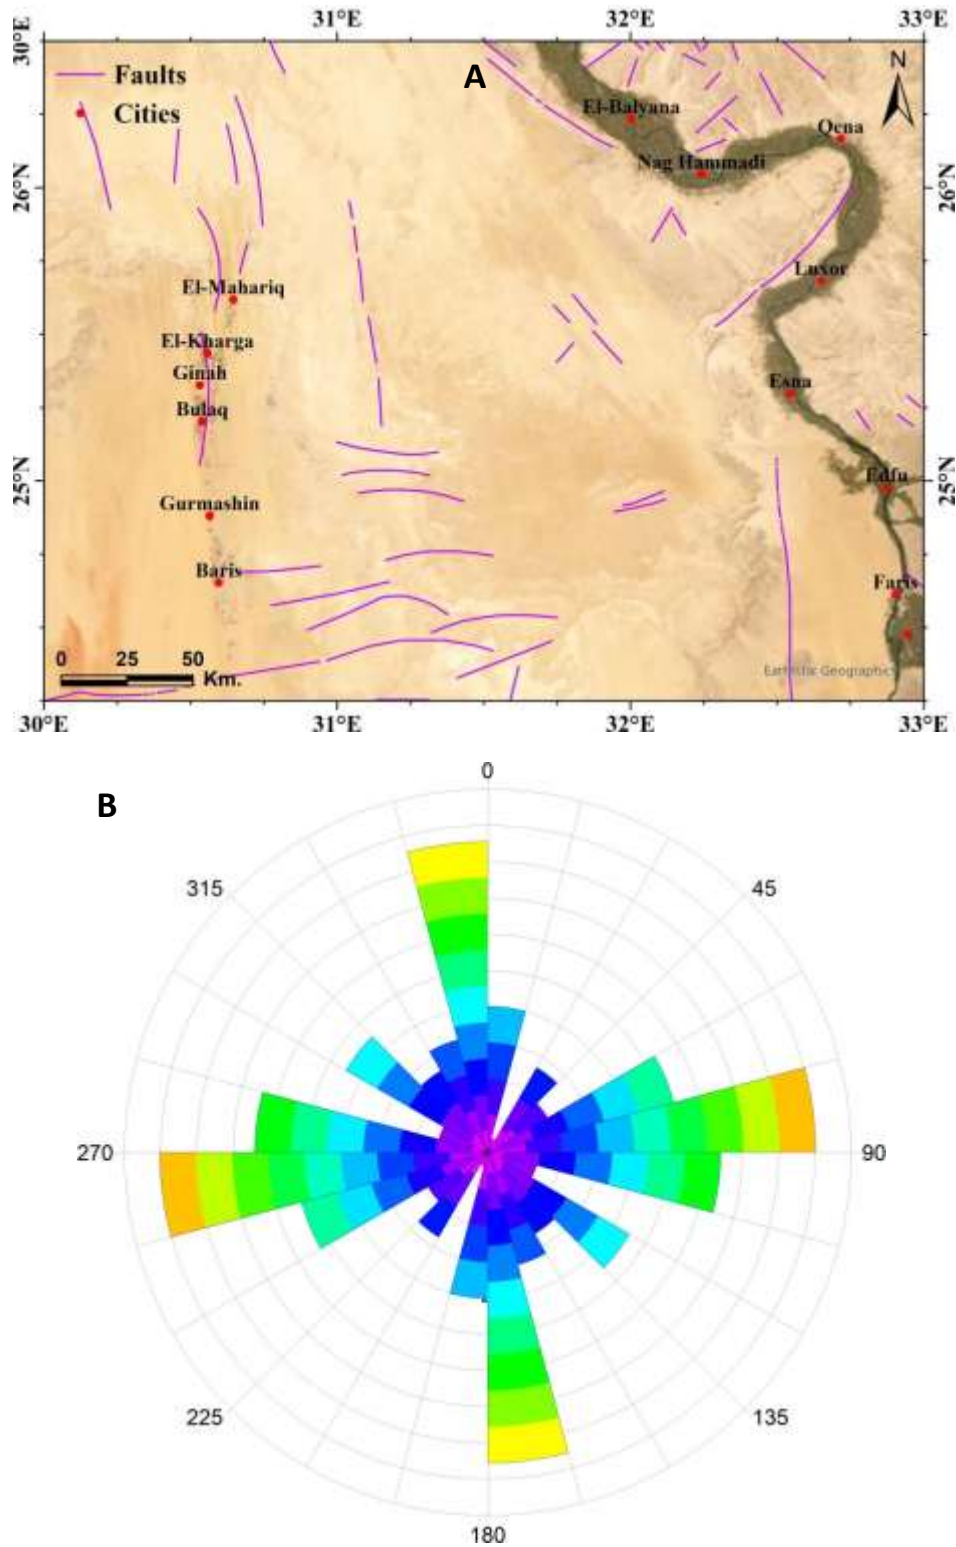 31°E 32°E 33°E
30°E
A
N
Faults
Cities
El-Balyana
Qena
Nag Hammadi
26°N 26°N
Luxor
El-Mahariq
El-Kharga
Ginah
Bulaq
Esna
25°N 25°N
Edfu
Gurmashin
Baris
Faris
0 25 50
Km.
Earthstar Geographics
30°E 31°E 32°E 33°E
B
0
315 45
270 90
225 135
180